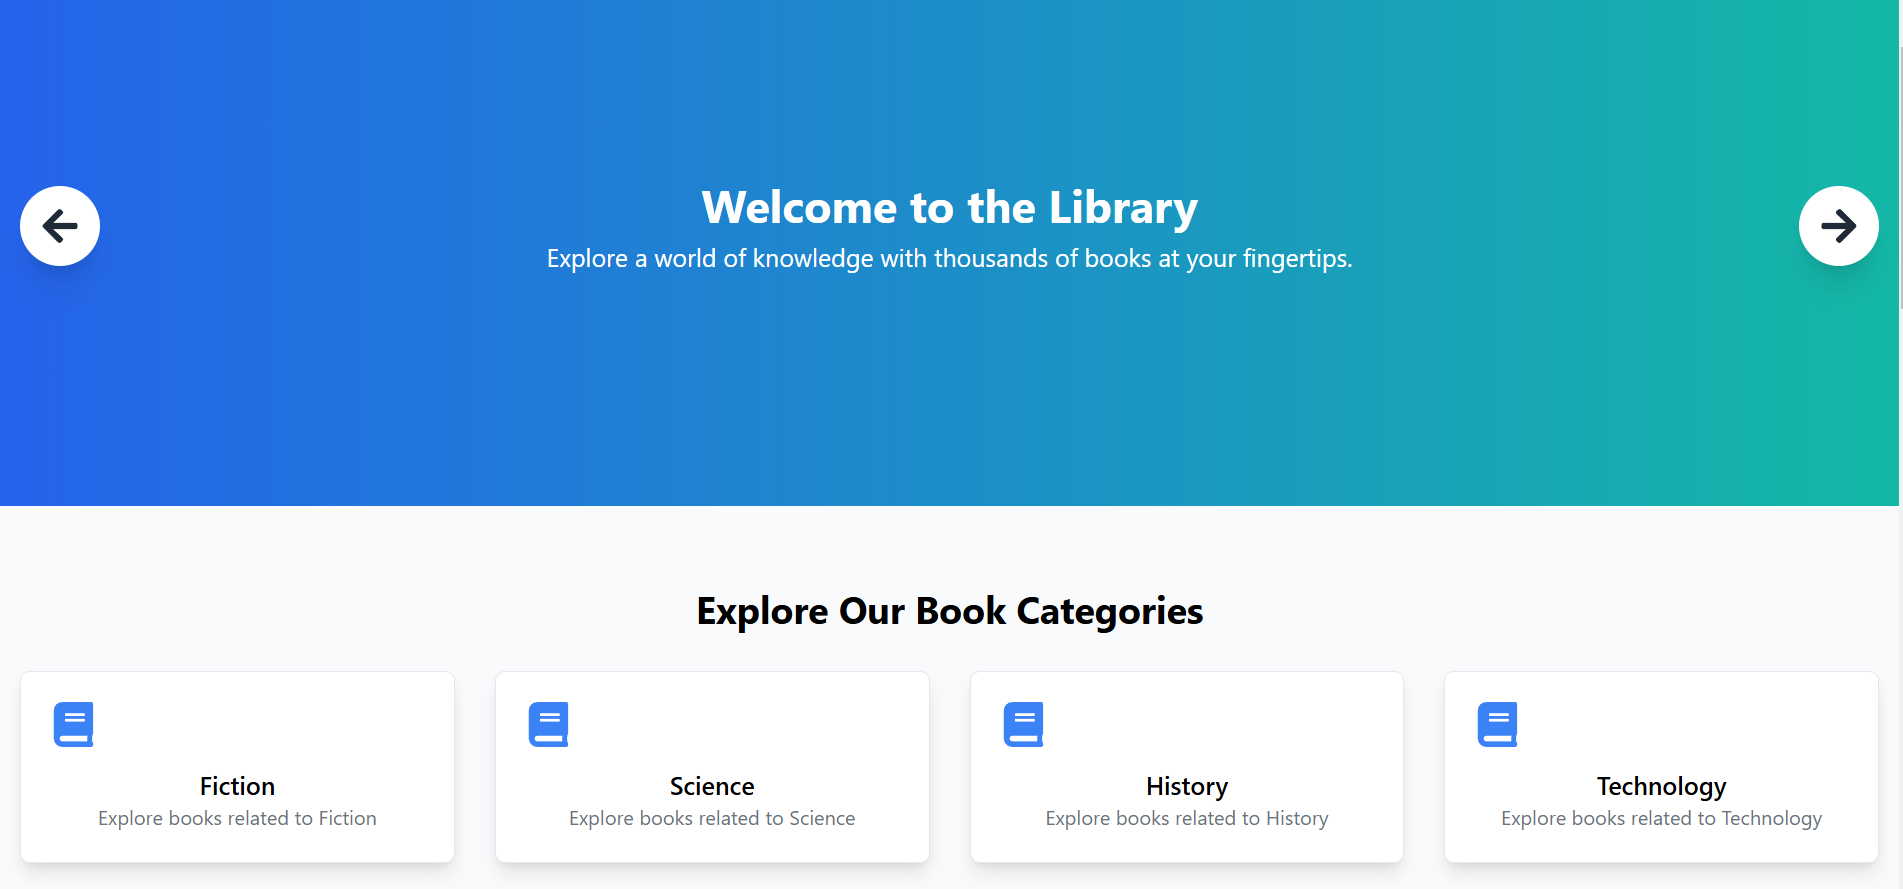 Welcome to the Library
Explore a world of knowledge with thousands of books at your fingertips.
Explore Our Book Categories
Fiction
Explore books related to Fiction
Science
Explore books related to Science
History
Explore books related to History
Technology
Explore books related to Technology